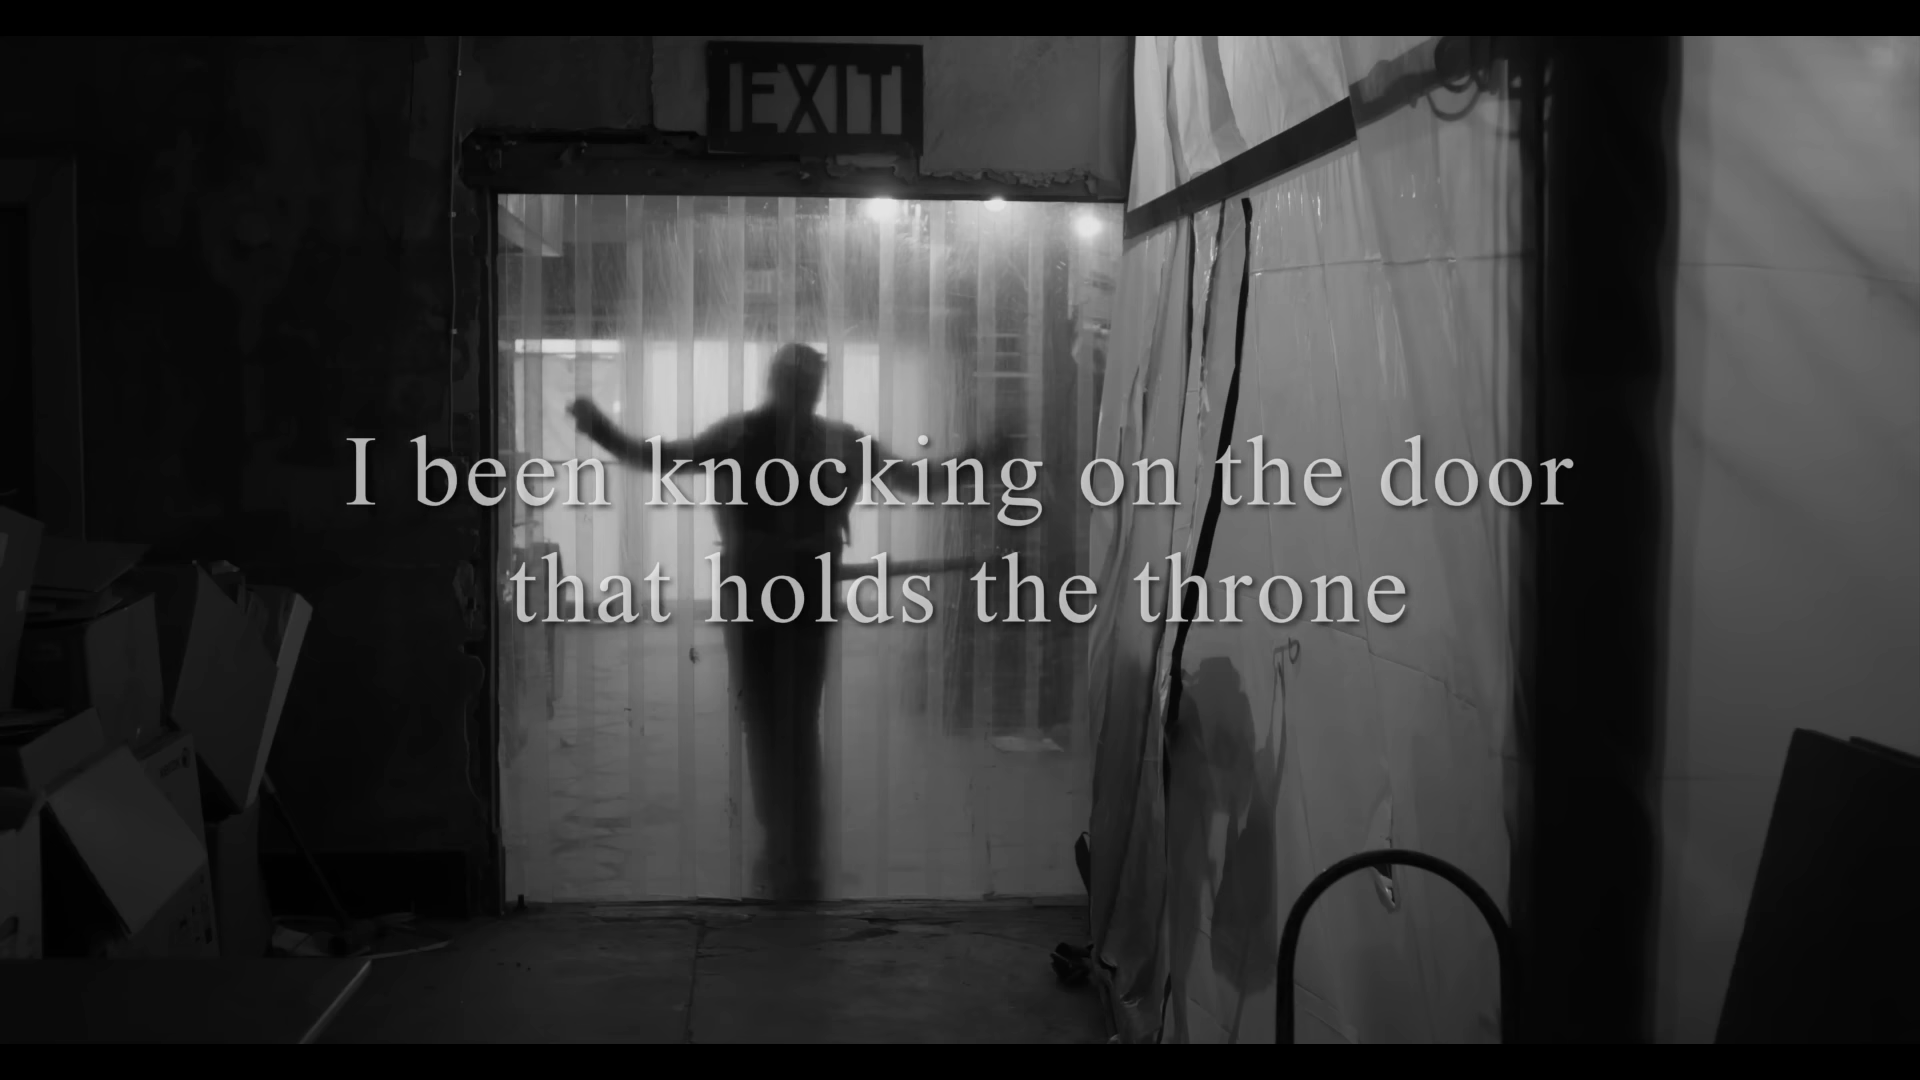 EXIT
I been knocking on the door
that holds the throne